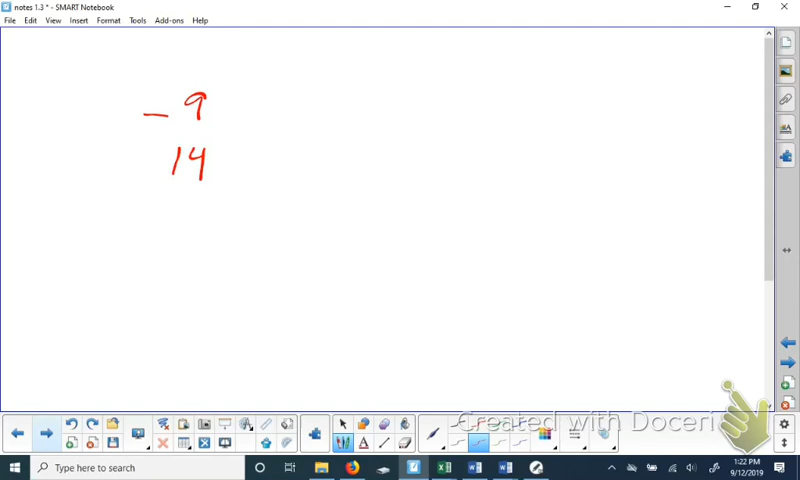 notes 1.3 * - SMART Notebook
File Edit View Insert Format Tools Add-ons Help
- 9
14
Created with Doceri
Type here to search
1:22 PM
9/12/2019